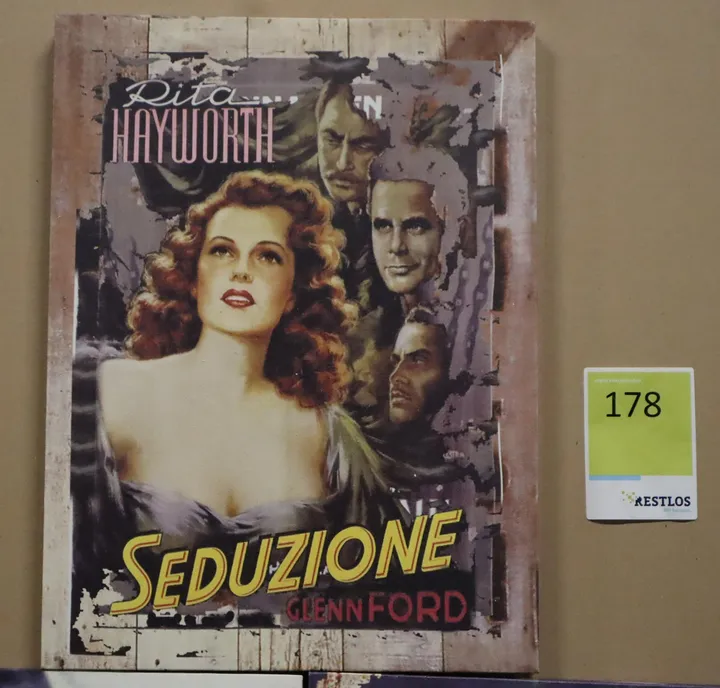 Rita
HAYWORTH
SEDUZIONE
GLENN FORD
178
RESTLOS